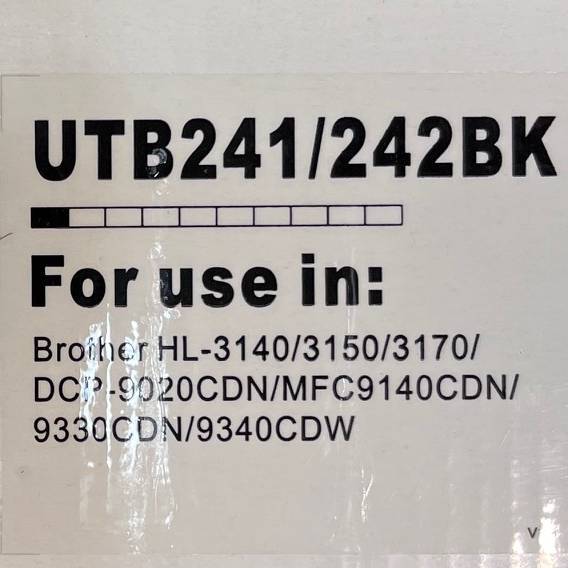 UTB241/242BK
For use in:
Brother HL-3140/3150/3170/
DCP-9020CDN/MFC9140CDN/
9330CDN/9340CDW
V